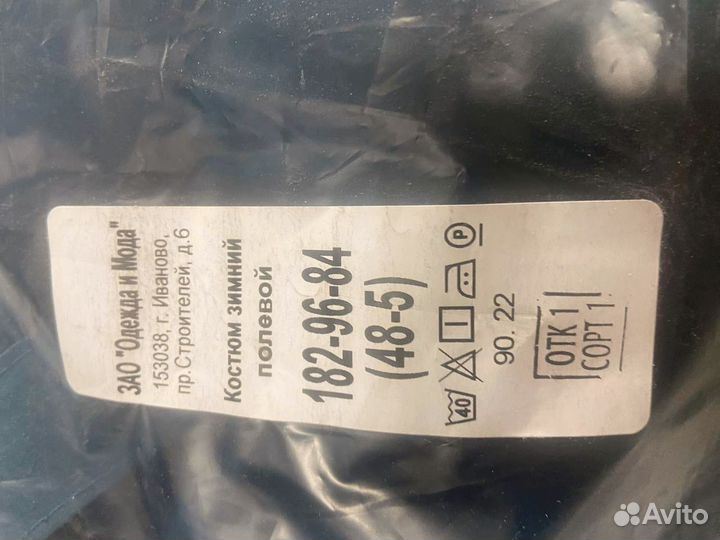 ЗАО "Одежда и Мода"
153038, г. Иваново,
пр.Строителей, д.6
Костюм зимний
полевой
182-96-84
(48-5)
40
P
90. 22
ОТК 1
СОРТ 1
Avito